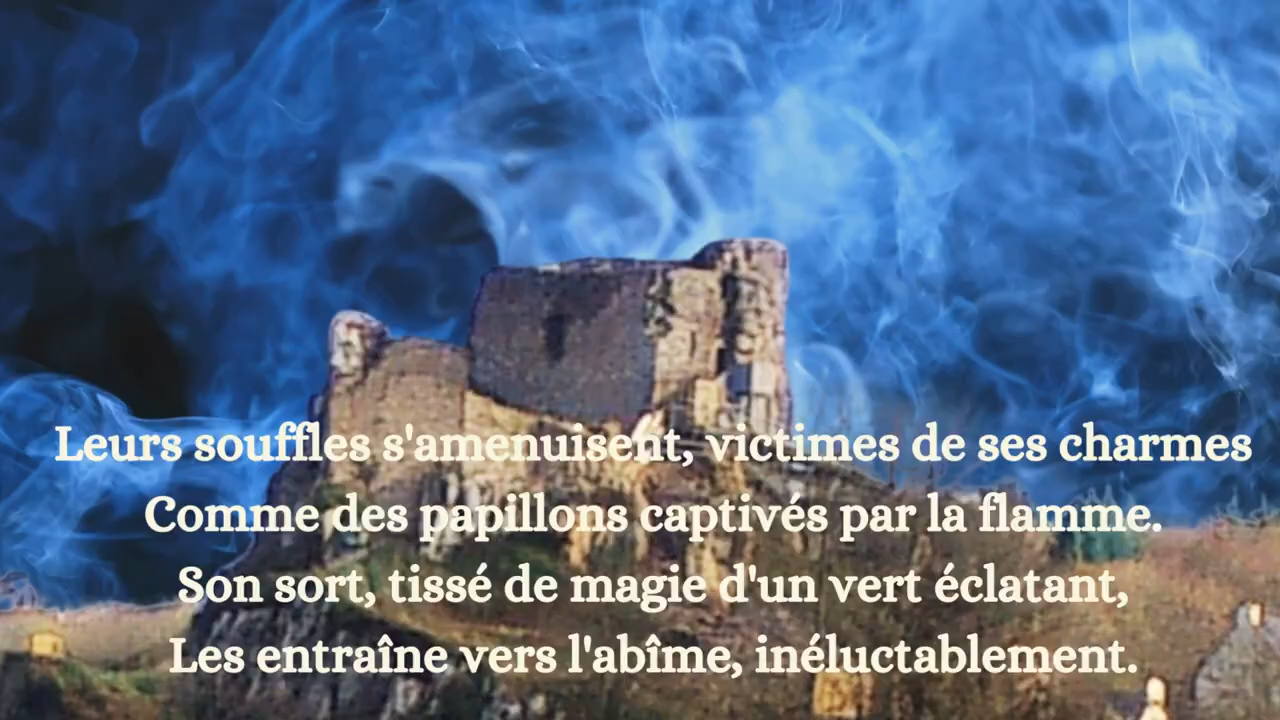 Leurs souffles s'amenuisent, victimes de ses charmes
Comme des papillons captivés par la flamme.
Son sort, tissé de magie d'un vert éclatant,
Les entraîne vers l'abîme, inéluctablement.